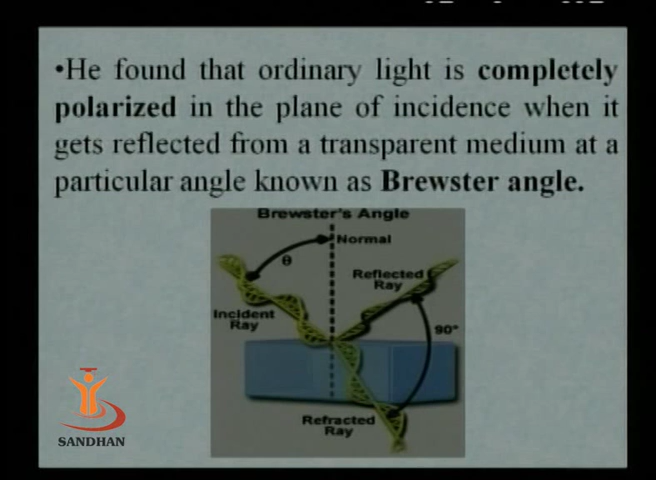 •He found that ordinary light is completely
polarized in the plane of incidence when it
gets reflected from a transparent medium at a
particular angle known as Brewster angle.
Brewster's Angle
Normal
θ
Reflected
Ray
Incident
Ray
90°
Refracted
Ray
SANDHAN